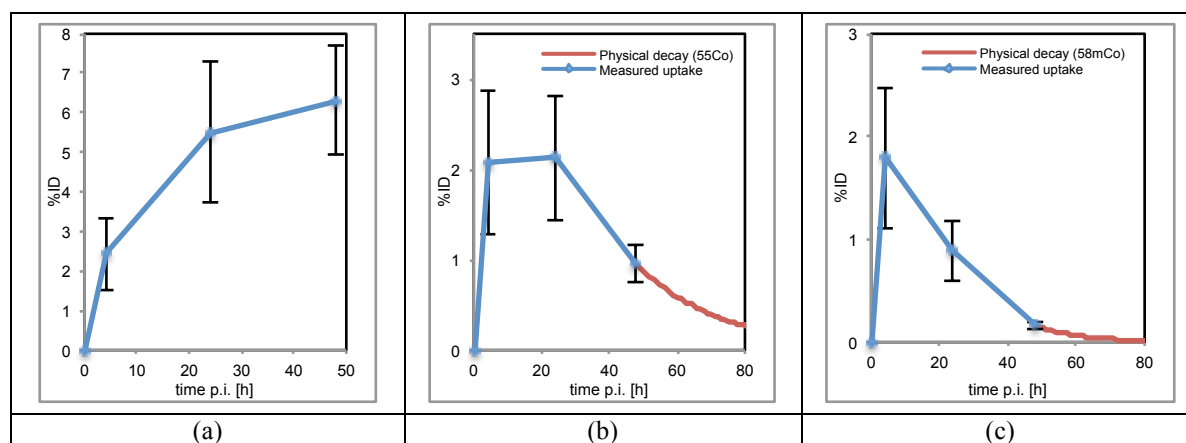 8
7
6
5
4
3
2
1
0
%ID
0 10 20 30 40 50
time p.i. [h]
Physical decay (55Co)
Measured uptake
3
2
1
0
%ID
0 20 40 60 80
time p.i. [h]
3
Physical decay (58mCo)
Measured uptake
2
1
0
%ID
0 20 40 60 80
time p.i. [h]
(a) (b) (c)